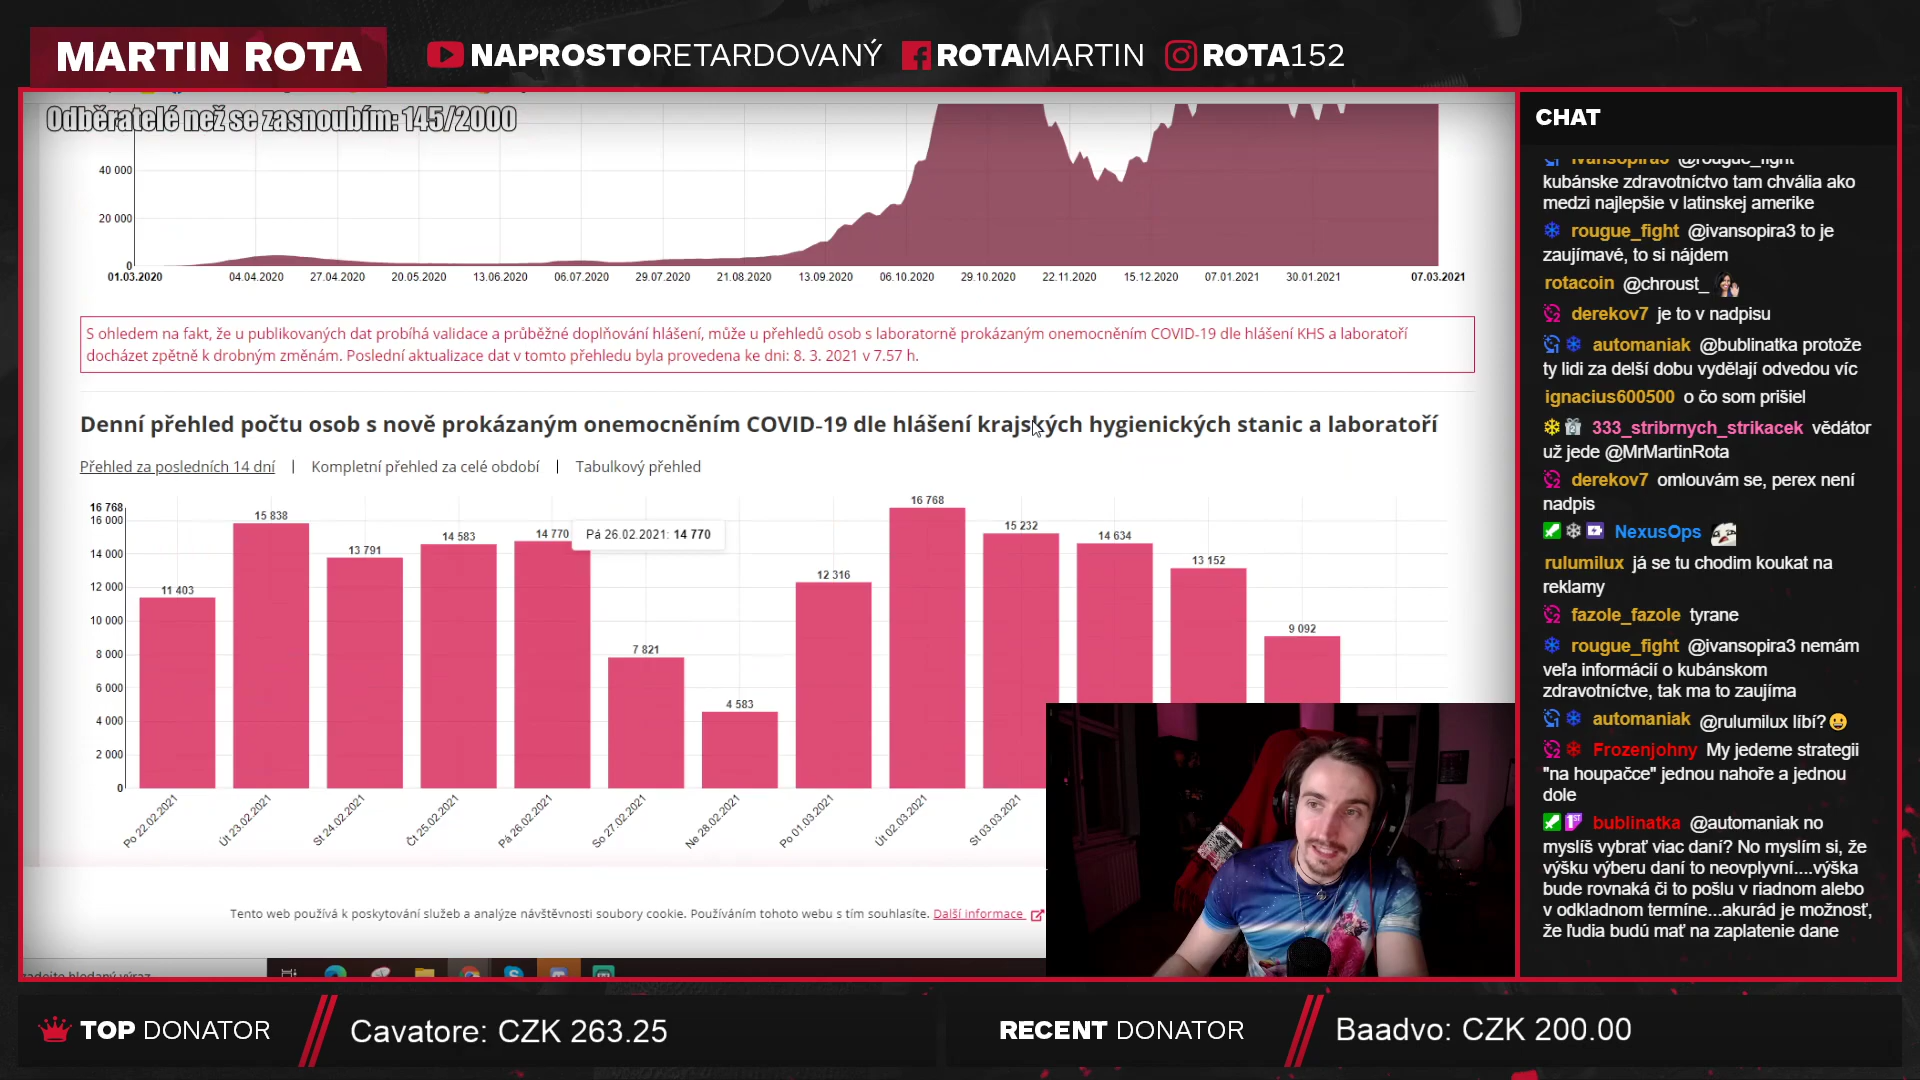 MARTIN ROTA
NAPROSTORETARDOVANÝ
ROTAMARTIN
ROTA152
Odběratelé než se zasnoubím: 145/2000
40 000
20 000
0
01.03.2020 04.04.2020 27.04.2020 20.05.2020 13.06.2020 06.07.2020 29.07.2020 21.08.2020 13.09.2020 06.10.2020 29.10.2020 22.11.2020 15.12.2020 07.01.2021 30.01.2021 07.03.2021
S ohledem na fakt, že u publikovaných dat probíhá validace a průběžné doplňování hlášení, může u přehledů osob s laboratorně prokázaným onemocněním COVID-19 dle hlášení KHS a laboratoří
docházet zpětně k drobným změnám. Poslední aktualizace dat v tomto přehledu byla provedena ke dni: 8. 3. 2021 v 7.57 h.
Denní přehled počtu osob s nově prokázaným onemocněním COVID-19 dle hlášení krajských hygienických stanic a laboratoří
Přehled za posledních 14 dní | Kompletní přehled za celé období | Tabulkový přehled
16 768
16 000
14 000
12 000
10 000
8 000
6 000
4 000
2 000
0
11 403
15 838
13 791
14 583
14 770
Pá 26.02.2021: 14 770
7 821
4 583
12 316
16 768
15 232
14 634
13 152
9 092
Po 22.02.2021
Út 23.02.2021
St 24.02.2021
Čt 25.02.2021
Pá 26.02.2021
So 27.02.2021
Ne 28.02.2021
Po 01.03.2021
Út 02.03.2021
St 03.03.2021
Tento web používá k poskytování služeb a analýze návštěvnosti soubory cookie. Používáním tohoto webu s tím souhlasíte. Další informace
CHAT
ivansopira3 @rougue_fight
kubánske zdravotníctvo tam chvália ako
medzi najlepšie v latinskej amerike
rougue_fight @ivansopira3 to je
zaujímavé, to si nájdem
rotacoin @chroust_
derekov7 je to v nadpisu
automaniak @bublinatka protože
ty lidi za delší dobu vydělají odvedou víc
ignacius600500 o čo som prišiel
333_stribrnych_strikacek vědátor
už jede @MrMartinRota
derekov7 omlouvám se, perex není
nadpis
NexusOps
rulumilux já se tu chodim koukat na
reklamy
fazole_fazole tyrane
rougue_fight @ivansopira3 nemám
veľa informácií o kubánskom
zdravotníctve, tak ma to zaujíma
automaniak @rulumilux líbí?
Frozenjohny My jedeme strategii
"na houpačce" jednou nahoře a jednou
dole
bublinatka @automaniak no
myslíš vybrať viac daní? No myslím si, že
výšku výberu daní to neovplyvní....výška
bude rovnaká či to pošlu v riadnom alebo
v odkladnom termíne...akurád je možnosť,
že ľudia budú mať na zaplatenie dane
TOP DONATOR
Cavatore: CZK 263.25
RECENT DONATOR
Baadvo: CZK 200.00